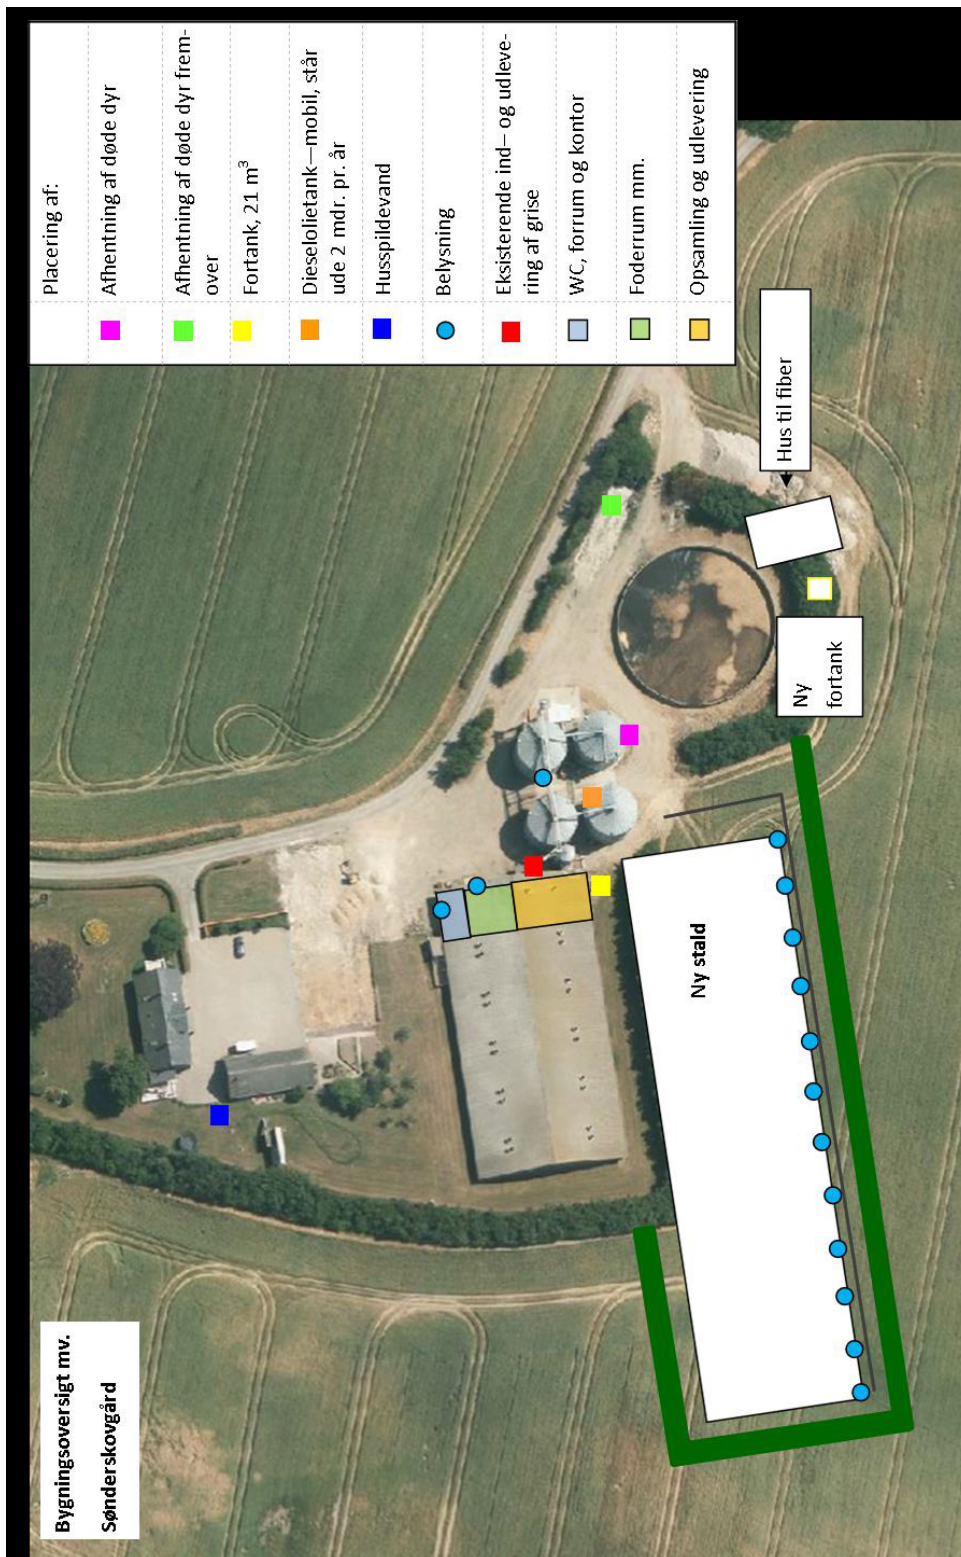 Bygningsoversigt mv.
Sønderskovgård
Placering af:
Afhentning af døde dyr
Afhentning af døde dyr frem-
over
Fortank, 21 m³
Dieselolietank—mobil, står
ude 2 mdr. pr. år
Husspildevand
Belysning
Eksisterende ind– og udleve-
ring af grise
WC, forrum og kontor
Foderrum mm.
Opsamling og udlevering
Ny stald
Ny
fortank
Hus til fiber